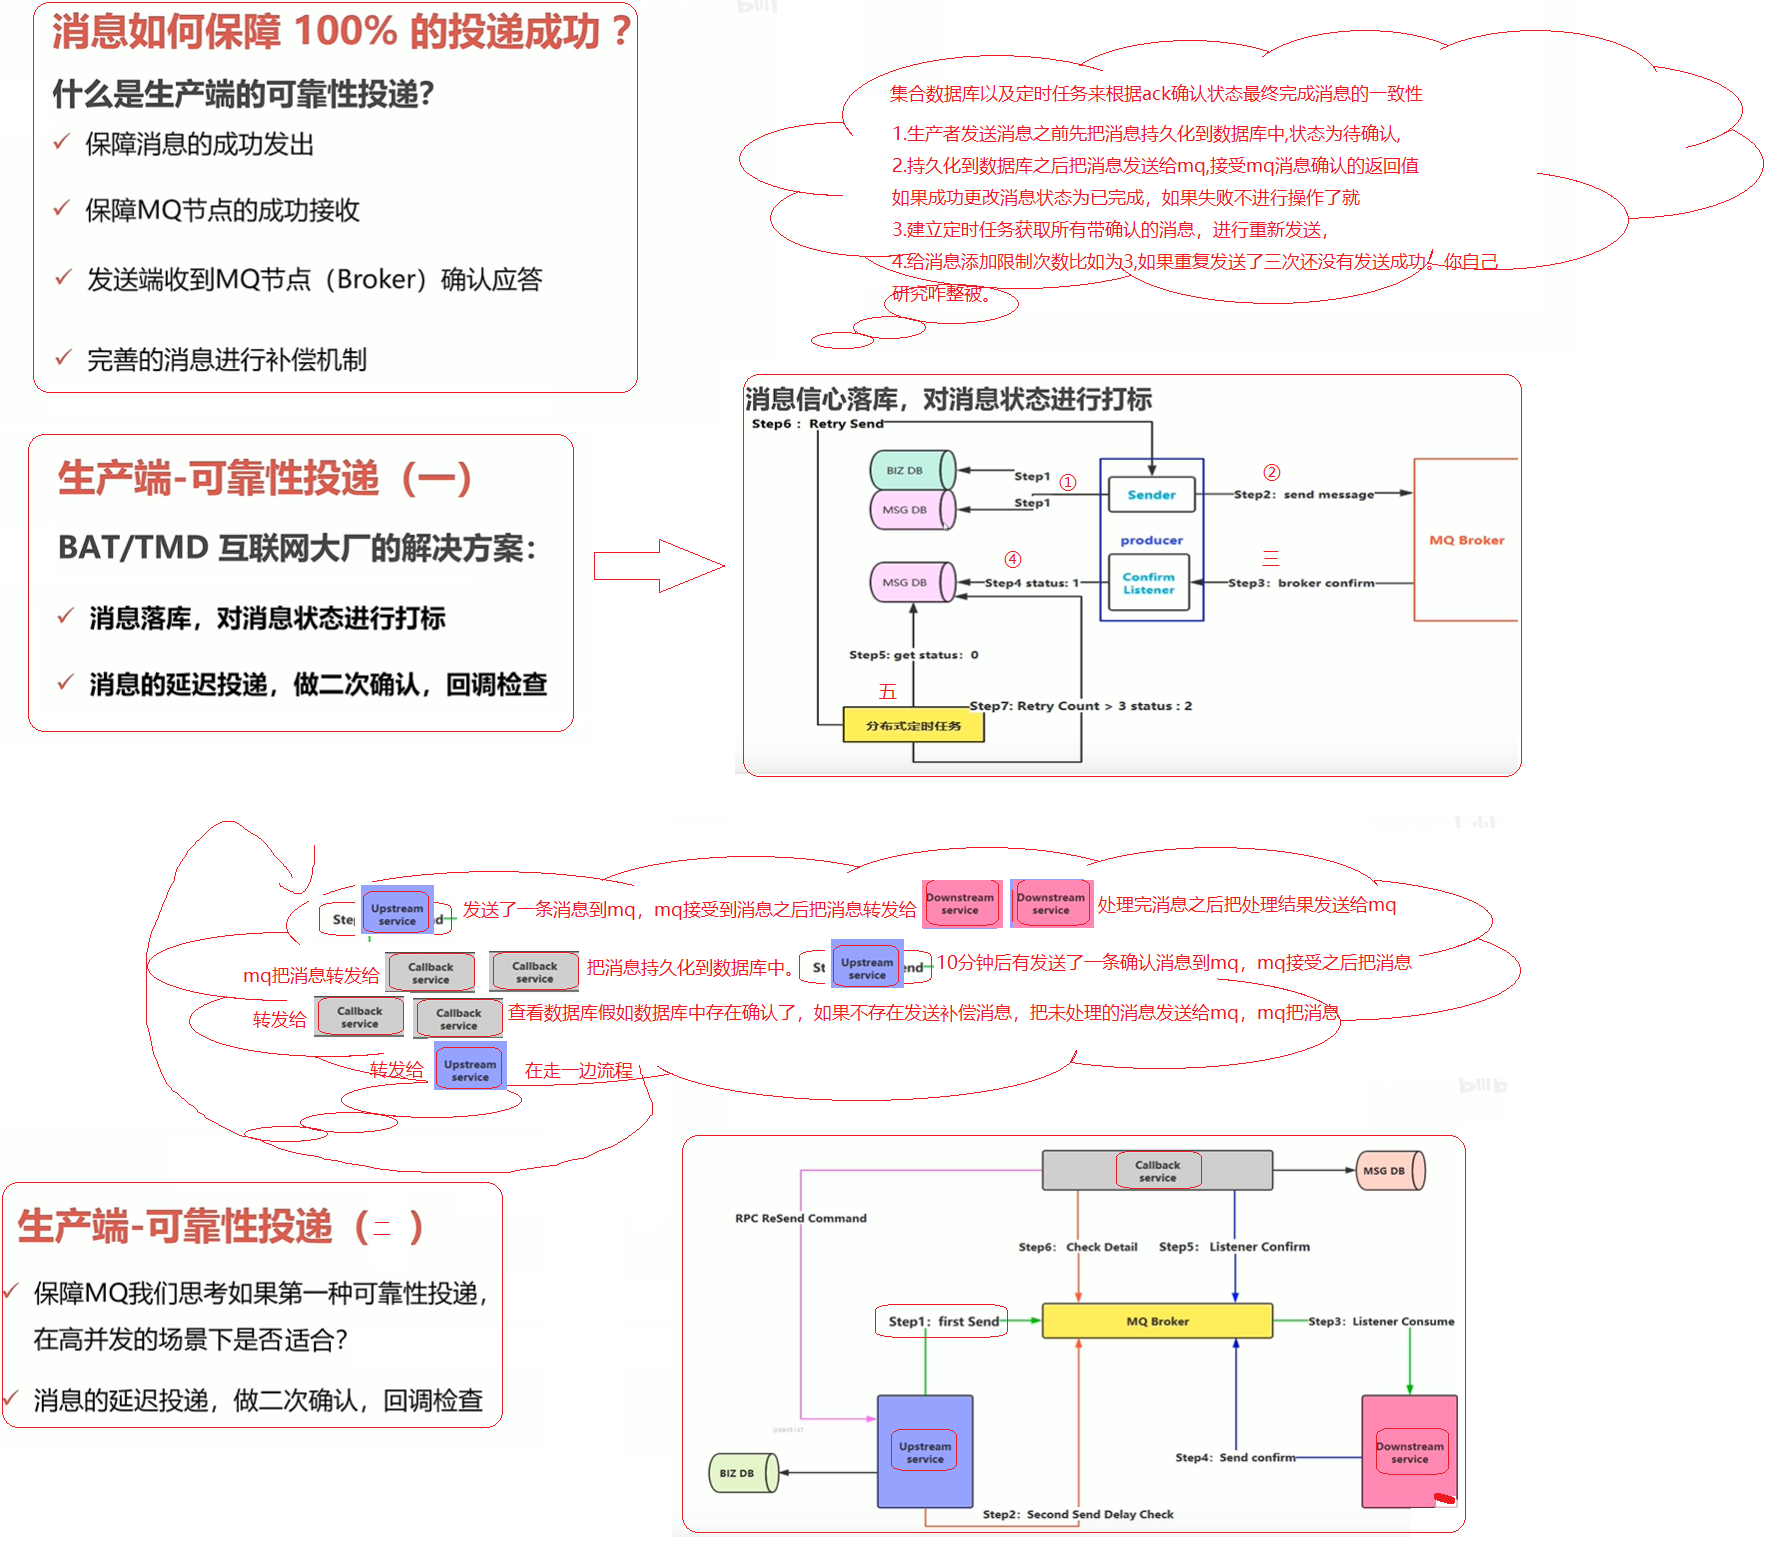 消息如何保障 100% 的投递成功？
什么是生产端的可靠性投递？
保障消息的成功发出
保障MQ节点的成功接收
发送端收到MQ节点（Broker）确认应答
完善的消息进行补偿机制
集合数据库以及定时任务来根据ack确认状态最终完成消息的一致性
1.生产者发送消息之前先把消息持久化到数据库中,状态为待确认,
2.持久化到数据库之后把消息发送给mq,接受mq消息确认的返回值
如果成功更改消息状态为已完成，如果失败不进行操作了就
3.建立定时任务获取所有带确认的消息，进行重新发送，
4.给消息添加限制次数比如为3,如果重复发送了三次还没有发送成功。你自己
研究咋整被。
生产端-可靠性投递（一）
BAT/TMD 互联网大厂的解决方案：
消息落库，对消息状态进行打标
消息的延迟投递，做二次确认，回调检查
消息信心落库，对消息状态进行打标
Step6 : Retry Send
BIZ DB
Step1
①
②
MSG DB
Step1
Sender
Step2: send message
producer
MQ Broker
④
三
MSG DB
Step4 status: 1
Confirm
Listener
Step3: broker confirm
Step5: get status: 0
五
Step7: Retry Count > 3 status : 2
分布式定时任务
Step
Upstream
service
d
发送了一条消息到mq，mq接受到消息之后把消息转发给
Downstream
service
Downstream
service
处理完消息之后把处理结果发送给mq
mq把消息转发给
Callback
service
Callback
service
把消息持久化到数据库中。
St
Upstream
service
end
10分钟后有发送了一条确认消息到mq，mq接受之后把消息
转发给
Callback
service
Callback
service
查看数据库假如数据库中存在确认了，如果不存在发送补偿消息，把未处理的消息发送给mq，mq把消息
转发给
Upstream
service
在走一边流程
生产端-可靠性投递（二 ）
保障MQ我们思考如果第一种可靠性投递，
在高并发的场景下是否适合？
消息的延迟投递，做二次确认，回调检查
Callback
service
MSG DB
RPC ReSend Command
Step6: Check Detail
Step5: Listener Confirm
Step1: first Send
MQ Broker
Step3: Listener Consume
Upstream
service
Downstream
service
Step4: Send confirm
BIZ DB
Step2: Second Send Delay Check